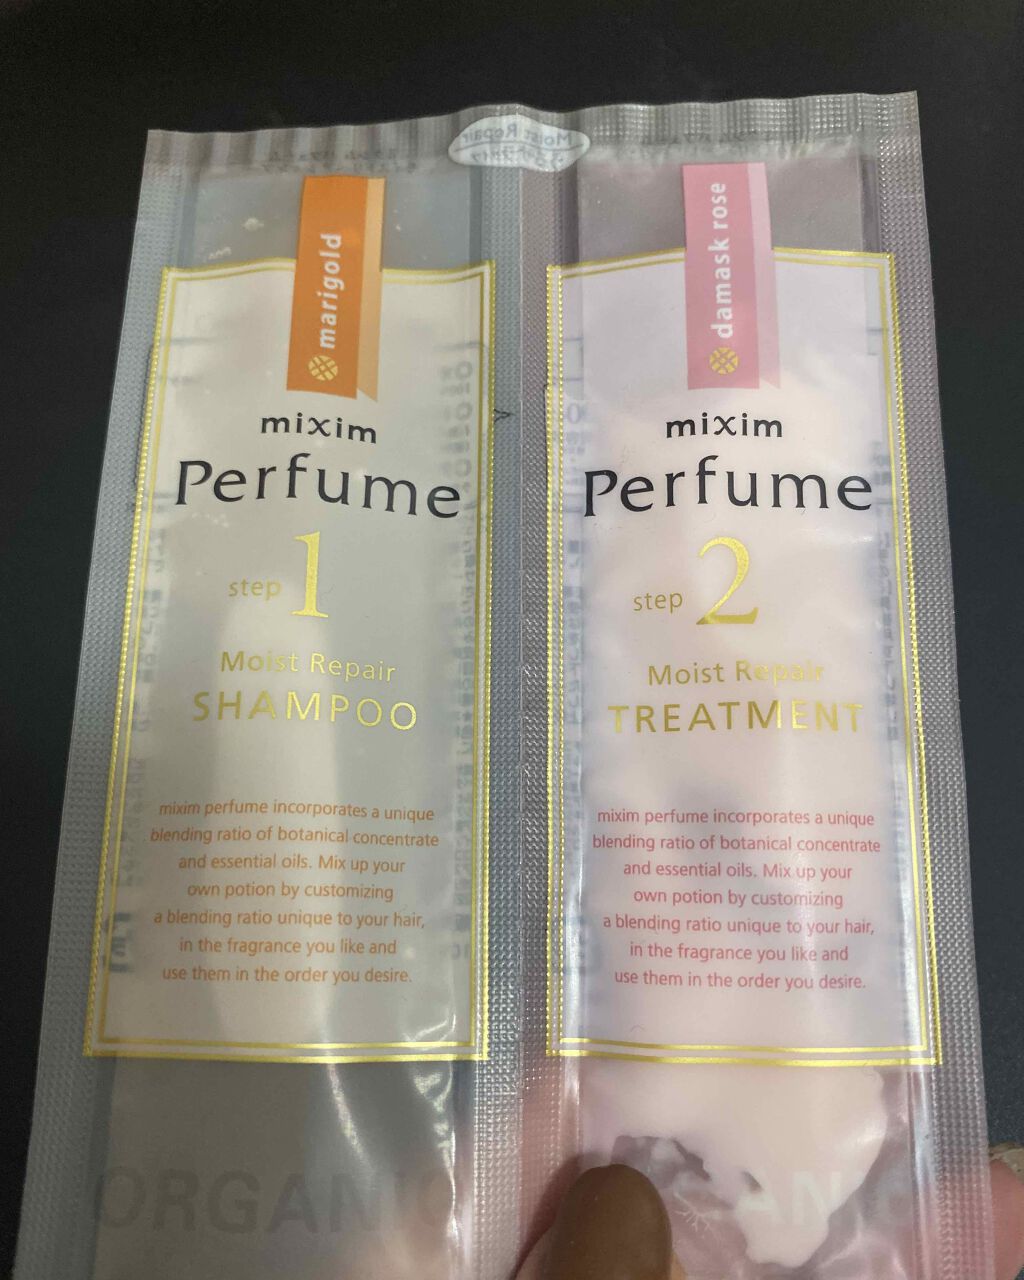 marigold
mixim
Perfume
step 1
Moist Repair
SHAMPOO
mixim perfume incorporates a unique
blending ratio of botanical concentrate
and essential oils. Mix up your
own potion by customizing
a blending ratio unique to your hair,
in the fragrance you like and
use them in the order you desire.
ORGANIC
damask rose
mixim
Perfume
step 2
Moist Repair
TREATMENT
mixim perfume incorporates a unique
blending ratio of botanical concentrate
and essential oils. Mix up your
own potion by customizing
a blending ratio unique to your hair,
in the fragrance you like and
use them in the order you desire.
Moist Repair